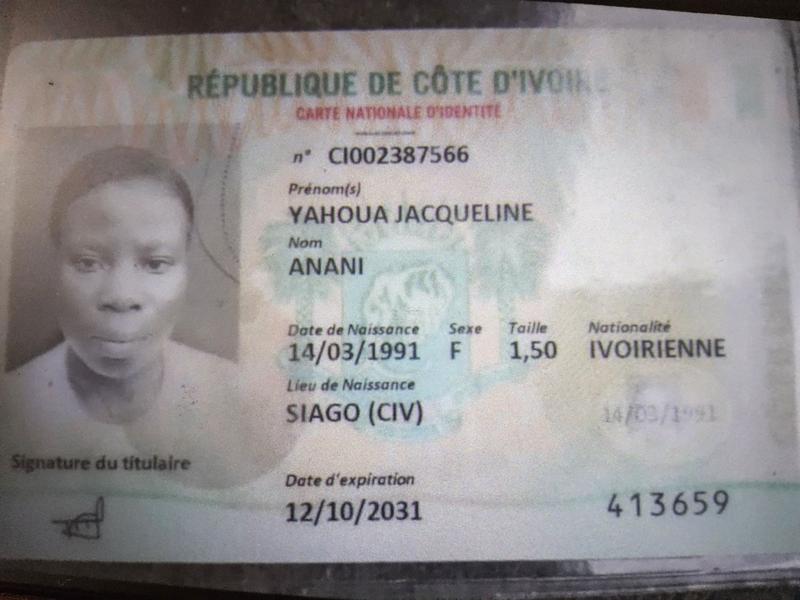 RÉPUBLIQUE DE CÔTE D'IVOIRE
CARTE NATIONALE D'IDENTITÉ
n° CI002387566
Prénom(s)
YAHOUA JACQUELINE
Nom
ANANI
Date de Naissance Sexe Taille Nationalité
14/03/1991 F 1,50 IVOIRIENNE
Lieu de Naissance
SIAGO (CIV)
14/03/1991
Signature du titulaire
Date d'expiration
12/10/2031
413659